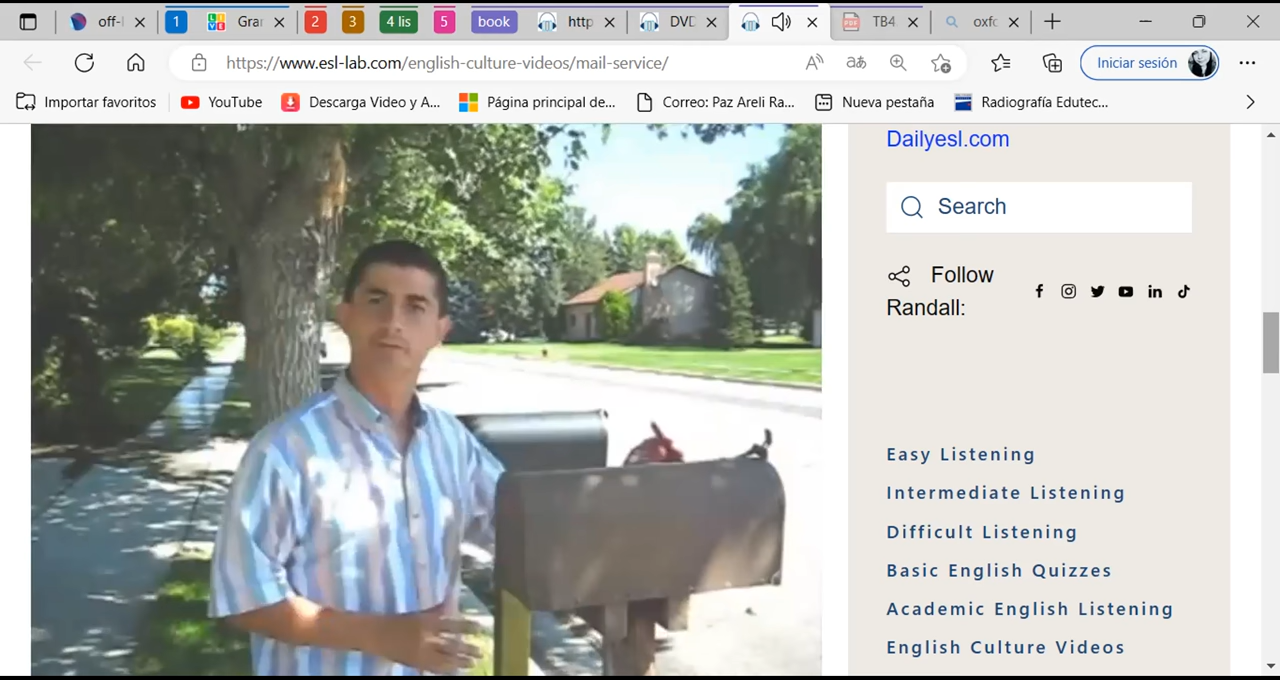 off-l
1
Grar
2
3
4 lis
5
book
http
DVD
TB4
oxfo
https://www.esl-lab.com/english-culture-videos/mail-service/
Iniciar sesión
Importar favoritos
YouTube
Descarga Video y A...
Página principal de...
Correo: Paz Areli Ra...
Nueva pestaña
Radiografía Edutec...
Dailyesl.com
Search
Follow
Randall:
Easy Listening
Intermediate Listening
Difficult Listening
Basic English Quizzes
Academic English Listening
English Culture Videos